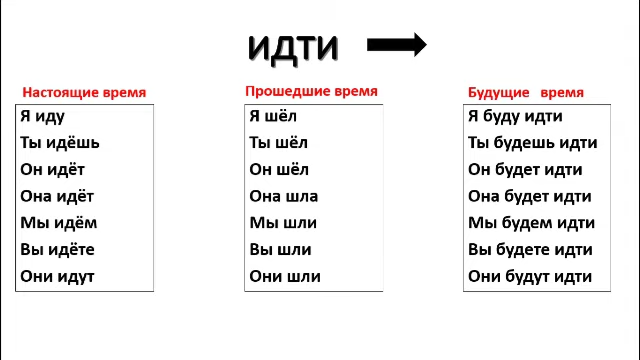 идти
Настоящие время
Я иду
Ты идёшь
Он идёт
Она идёт
Мы идём
Вы идёте
Они идут
Прошедшие время
Я шёл
Ты шёл
Он шёл
Она шла
Мы шли
Вы шли
Они шли
Будущие время
Я буду идти
Ты будешь идти
Он будет идти
Она будет идти
Мы будем идти
Вы будете идти
Они будут идти